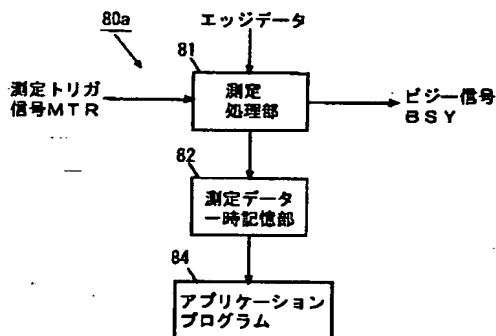 80a
エッジデータ
81
測定トリガ
信号MTR
測定
処理部
ビジー信号
BSY
82
測定データ
一時記憶部
84
アプリケーション
プログラム